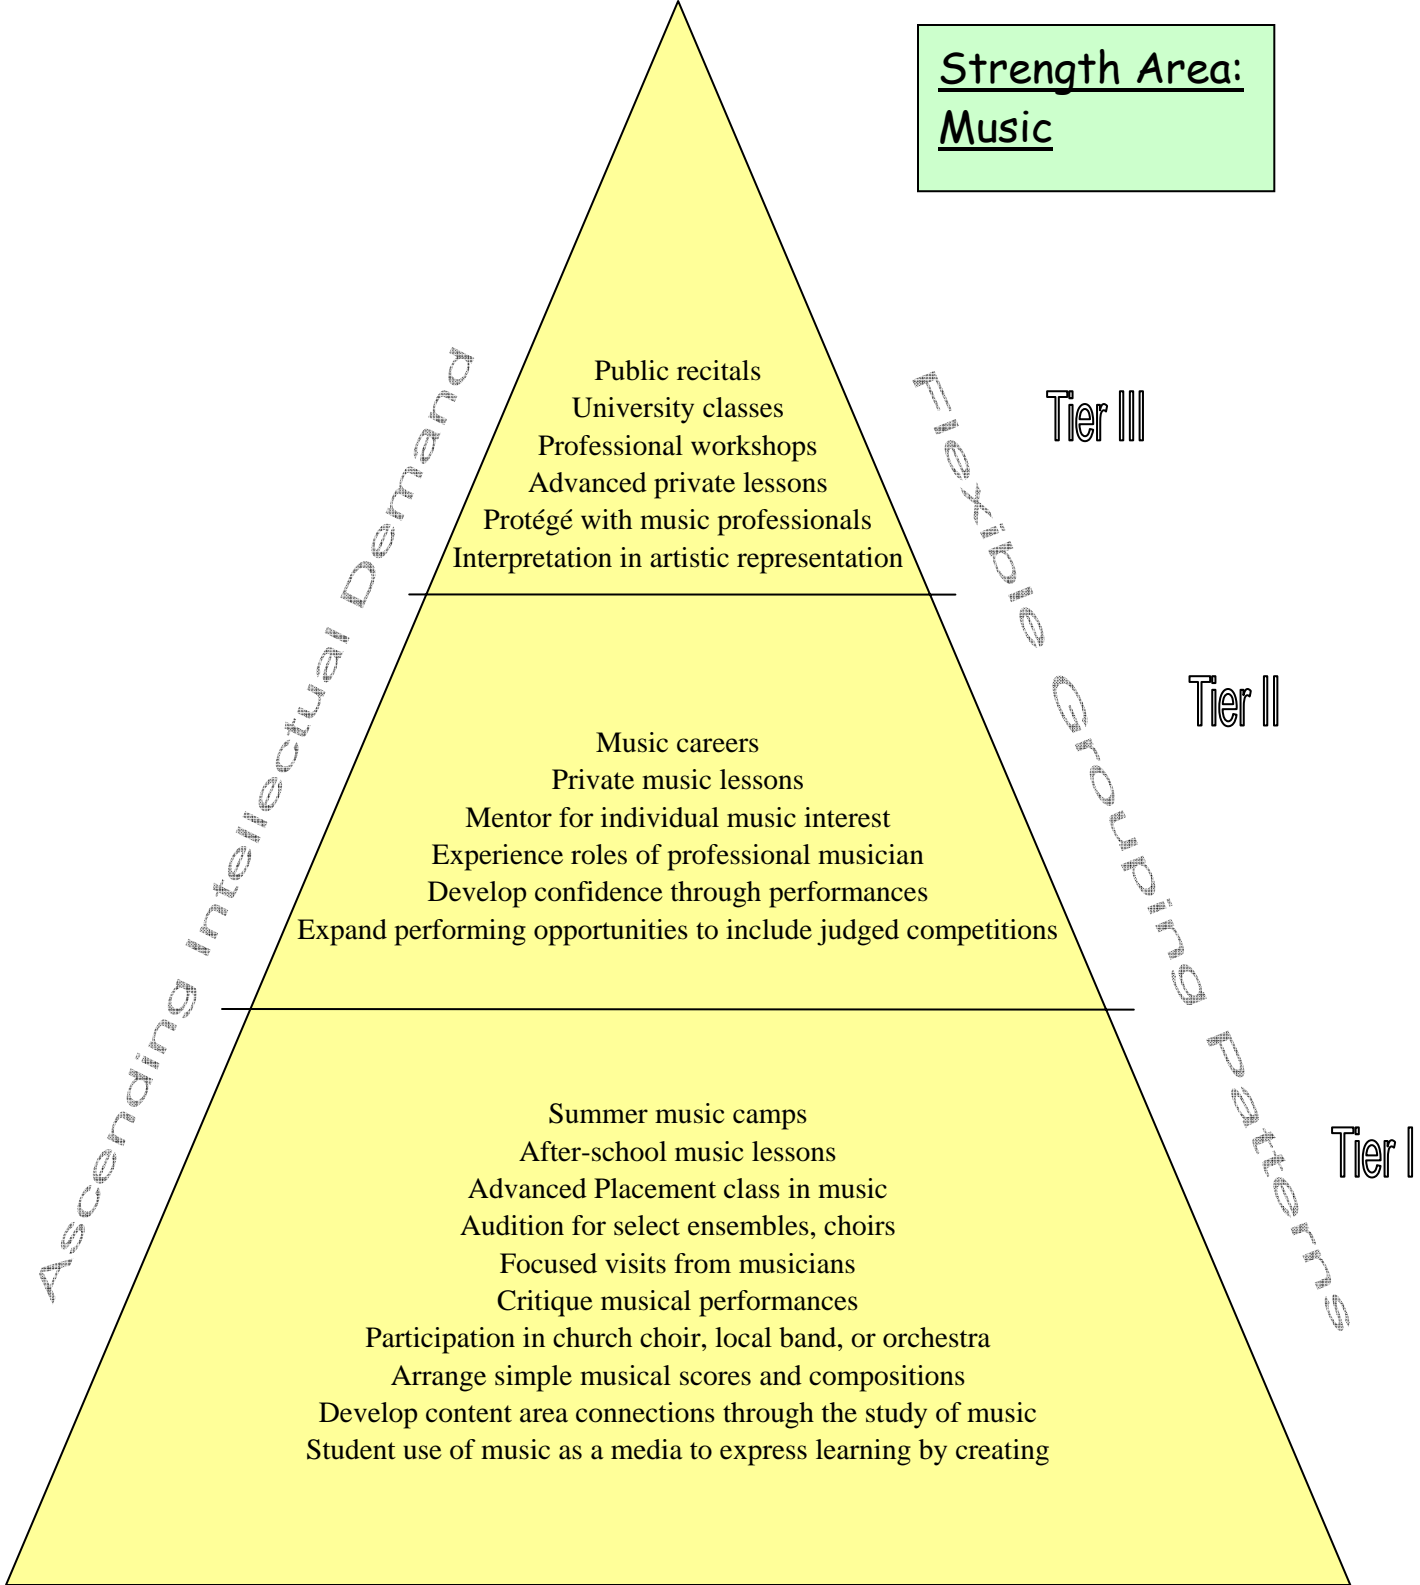 Strength Area:
Music
Public recitals
University classes
Professional workshops
Advanced private lessons
Protégé with music professionals
Interpretation in artistic representation
Tier III
Ascending Intellectual Demand
Flexible Grouping Patterns
Tier II
Music careers
Private music lessons
Mentor for individual music interest
Experience roles of professional musician
Develop confidence through performances
Expand performing opportunities to include judged competitions
Summer music camps
After-school music lessons
Advanced Placement class in music
Audition for select ensembles, choirs
Focused visits from musicians
Critique musical performances
Participation in church choir, local band, or orchestra
Arrange simple musical scores and compositions
Develop content area connections through the study of music
Student use of music as a media to express learning by creating
Tier I